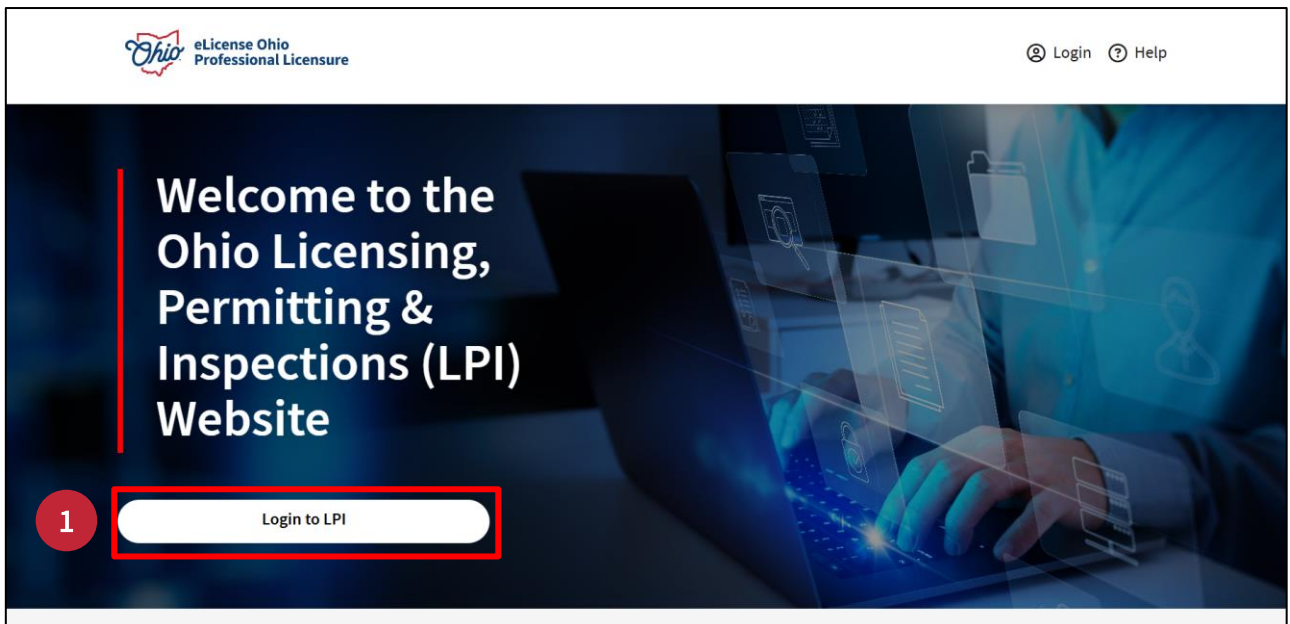 Ohio
eLicense Ohio
Professional Licensure
Login
Help
Welcome to the
Ohio Licensing,
Permitting &
Inspections (LPI)
Website
1
Login to LPI